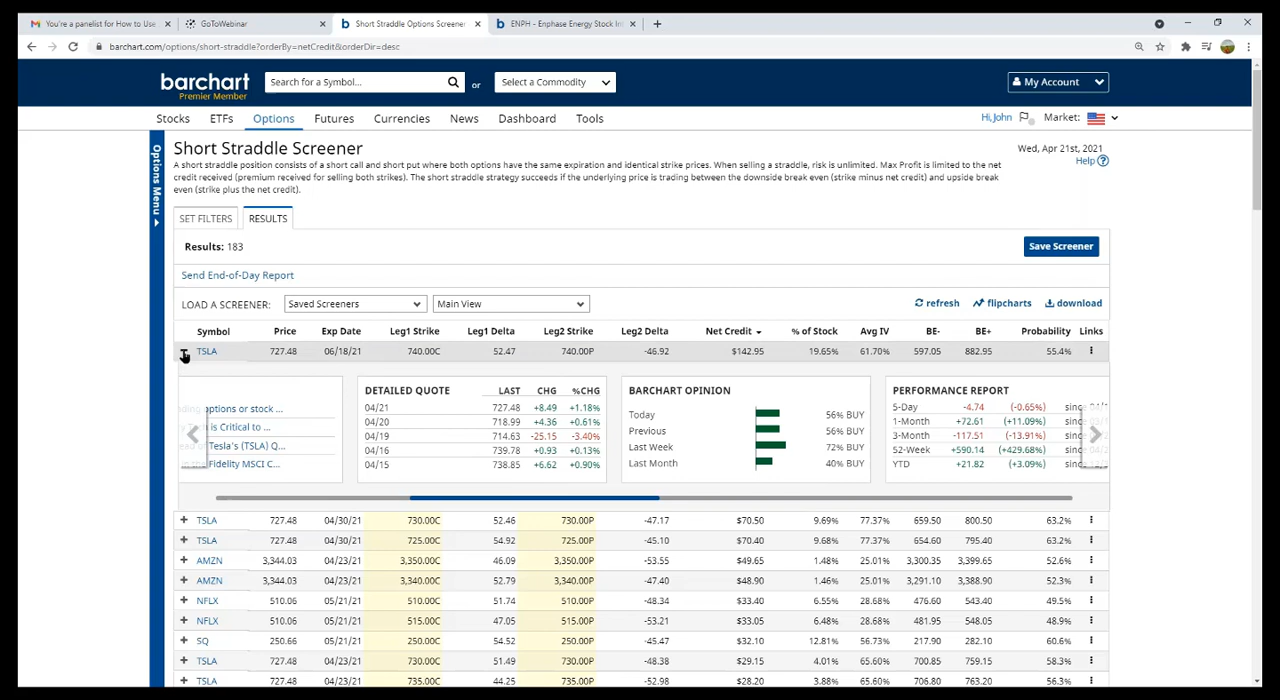 You're a panelist for How to Use
GoToWebinar
Short Straddle Options Screener
ENPH - Enphase Energy Stock In
barchart.com/options/short-straddle?orderBy=netCredit&orderDir=desc
barchart
Premier Member
Search for a Symbol...
or
Select a Commodity
My Account
Stocks ETFs Options Futures Currencies News Dashboard Tools
Hi, John
Market:
Options Menu
Short Straddle Screener
Wed, Apr 21st, 2021
Help
A short straddle position consists of a short call and short put where both options have the same expiration and identical strike prices. When selling a straddle, risk is unlimited. Max Profit is limited to the net
credit received (premium received for selling both strikes). The short straddle strategy succeeds if the underlying price is trading between the downside break even (strike minus net credit) and upside break
even (strike plus the net credit).
SET FILTERS RESULTS
Results: 183
Save Screener
Send End-of-Day Report
LOAD A SCREENER: Saved Screeners Main View refresh flipcharts download
Symbol Price Exp Date Leg1 Strike Leg1 Delta Leg2 Strike Leg2 Delta Net Credit % of Stock Avg IV BE- BE+ Probability Links
TSLA 727.48 06/18/21 740.00C 52.47 740.00P -46.92 $142.95 19.65% 61.70% 597.05 882.95 55.4%
options or stock ...
is Critical to ...
Tesla's (TSLA) Q...
the Fidelity MSCI C...
DETAILED QUOTE LAST CHG %CHG
04/21 727.48 +8.49 +1.18%
04/20 718.99 +4.36 +0.61%
04/19 714.63 -25.15 -3.40%
04/16 739.78 +0.93 +0.13%
04/15 738.85 +6.62 +0.90%
BARCHART OPINION
Today 56% BUY
Previous 56% BUY
Last Week 72% BUY
Last Month 40% BUY
PERFORMANCE REPORT
5-Day -4.74 (-0.65%) since
1-Month +72.61 (+11.09%) since
3-Month -117.51 (-13.91%) since
52-Week +590.14 (+429.68%) since
YTD +21.82 (+3.09%) since
+ TSLA 727.48 04/30/21 730.00C 52.46 730.00P -47.17 $70.50 9.69% 77.37% 659.50 800.50 63.2%
+ TSLA 727.48 04/30/21 725.00C 54.92 725.00P -45.10 $70.40 9.68% 77.37% 654.60 795.40 63.2%
+ AMZN 3,344.03 04/23/21 3,350.00C 46.09 3,350.00P -53.55 $49.65 1.48% 25.01% 3,300.35 3,399.65 52.6%
+ AMZN 3,344.03 04/23/21 3,340.00C 52.79 3,340.00P -47.40 $48.90 1.46% 25.01% 3,291.10 3,388.90 52.3%
+ NFLX 510.06 05/21/21 510.00C 51.74 510.00P -48.34 $33.40 6.55% 28.68% 476.60 543.40 49.5%
+ NFLX 510.06 05/21/21 515.00C 47.05 515.00P -53.21 $33.05 6.48% 28.68% 481.95 548.05 48.9%
+ SQ 250.66 05/21/21 250.00C 54.52 250.00P -45.47 $32.10 12.81% 56.73% 217.90 282.10 60.6%
+ TSLA 727.48 04/23/21 730.00C 51.49 730.00P -48.38 $29.15 4.01% 65.60% 700.85 759.15 58.3%
+ TSLA 727.48 04/23/21 735.00C 44.25 735.00P -52.98 $28.20 3.88% 65.60% 706.80 763.20 56.3%